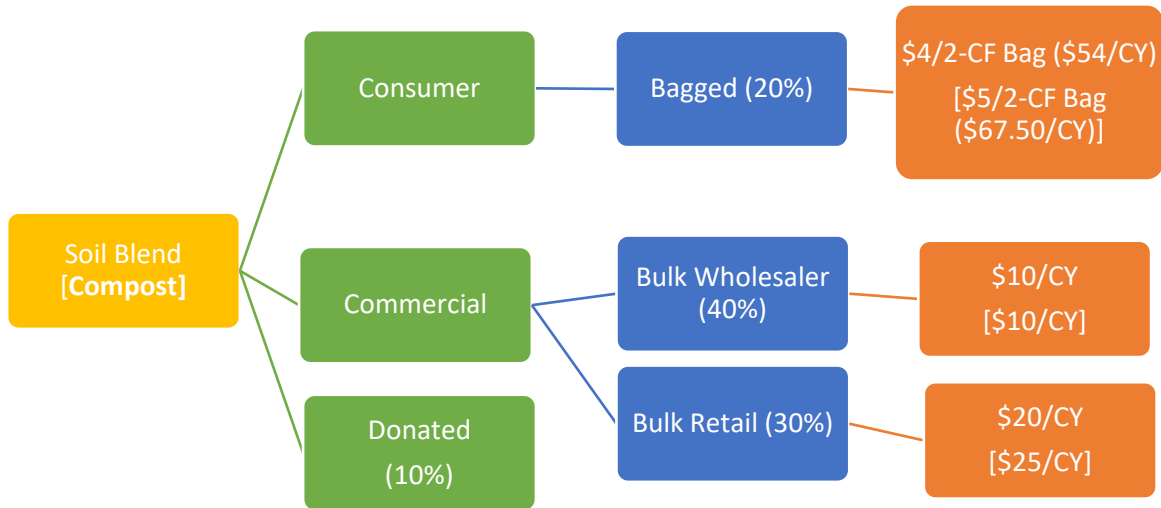 Soil Blend
[Compost]
Consumer
Bagged (20%)
$4/2-CF Bag ($54/CY)
[$5/2-CF Bag
($67.50/CY)]
Commercial
Bulk Wholesaler
(40%)
$10/CY
[$10/CY]
Bulk Retail (30%)
$20/CY
[$25/CY]
Donated
(10%)